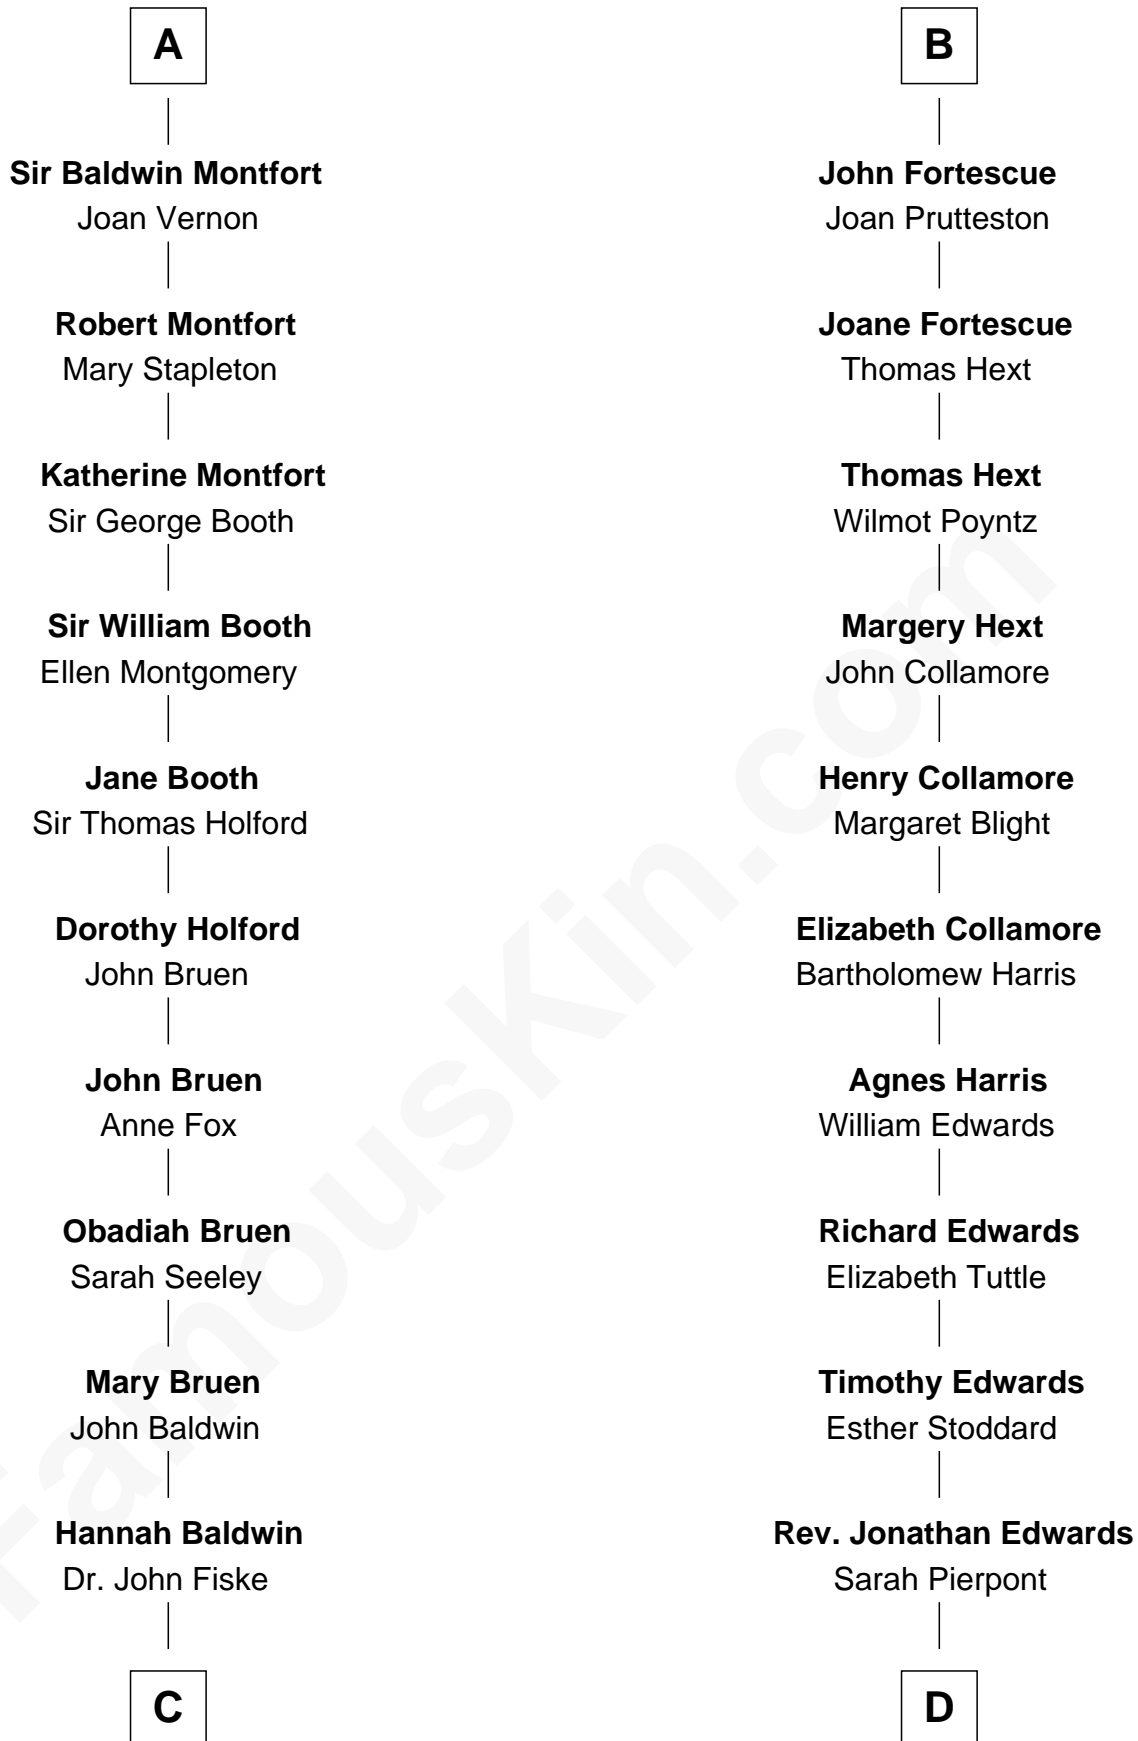 A
Sir Baldwin Montfort
Joan Vernon
Robert Montfort
Mary Stapleton
Katherine Montfort
Sir George Booth
Sir William Booth
Ellen Montgomery
Jane Booth
Sir Thomas Holford
Dorothy Holford
John Bruen
John Bruen
Anne Fox
Obadiah Bruen
Sarah Seeley
Mary Bruen
John Baldwin
Hannah Baldwin
Dr. John Fiske
C
B
John Fortescue
Joan Prutteston
Joane Fortescue
Thomas Hext
Thomas Hext
Wilmot Poyntz
Margery Hext
John Collamore
Henry Collamore
Margaret Blight
Elizabeth Collamore
Bartholomew Harris
Agnes Harris
William Edwards
Richard Edwards
Elizabeth Tuttle
Timothy Edwards
Esther Stoddard
Rev. Jonathan Edwards
Sarah Pierpont
D
FamousKin.com